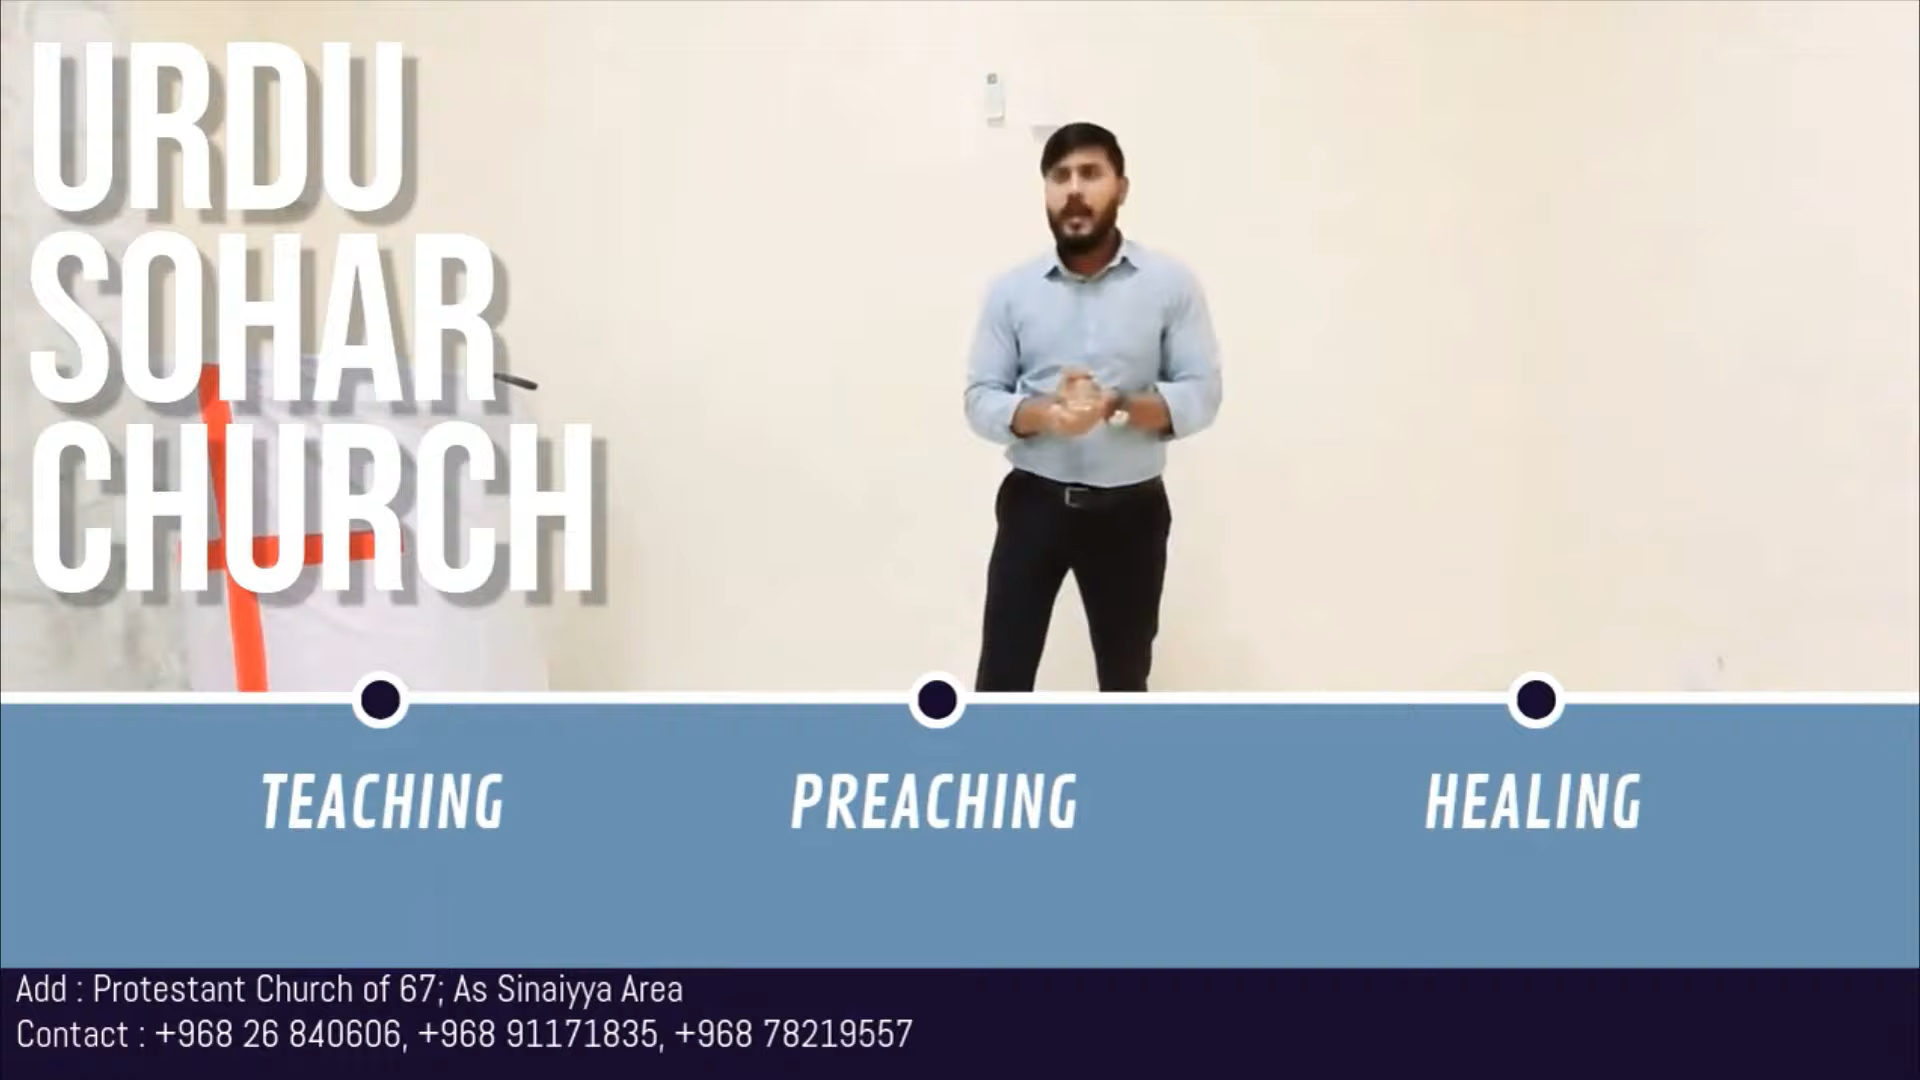 URDU
SOHAR
CHURCH
TEACHING
PREACHING
HEALING
Add : Protestant Church of 67; As Sinaiyya Area
Contact : +968 26 840606, +968 91171835, +968 78219557